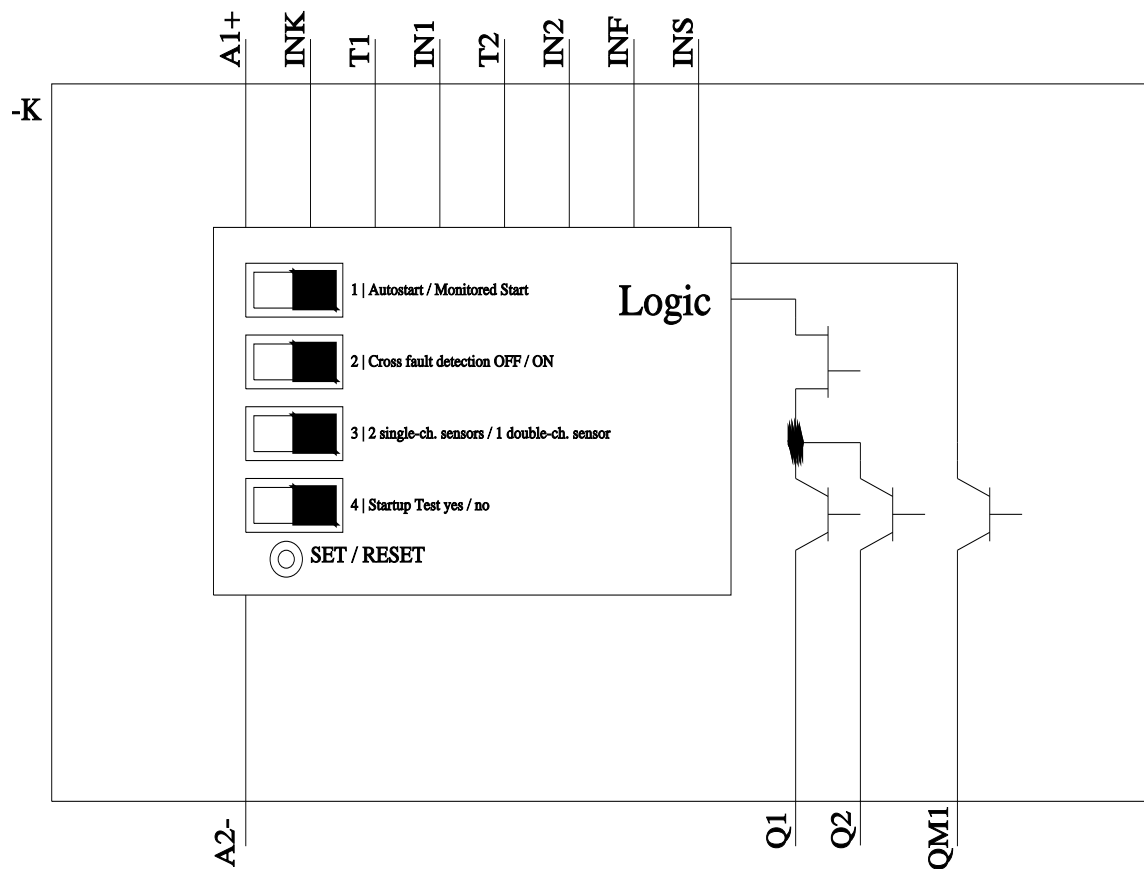 A1+
INK
T1
IN1
T2
IN2
INF
INS
-K
1 | Autostart / Monitored Start
Logic
2 | Cross fault detection OFF / ON
3 | 2 single-ch. sensors / 1 double-ch. sensor
4 | Startup Test yes / no
SET / RESET
A2-
Q1
Q2
QM1